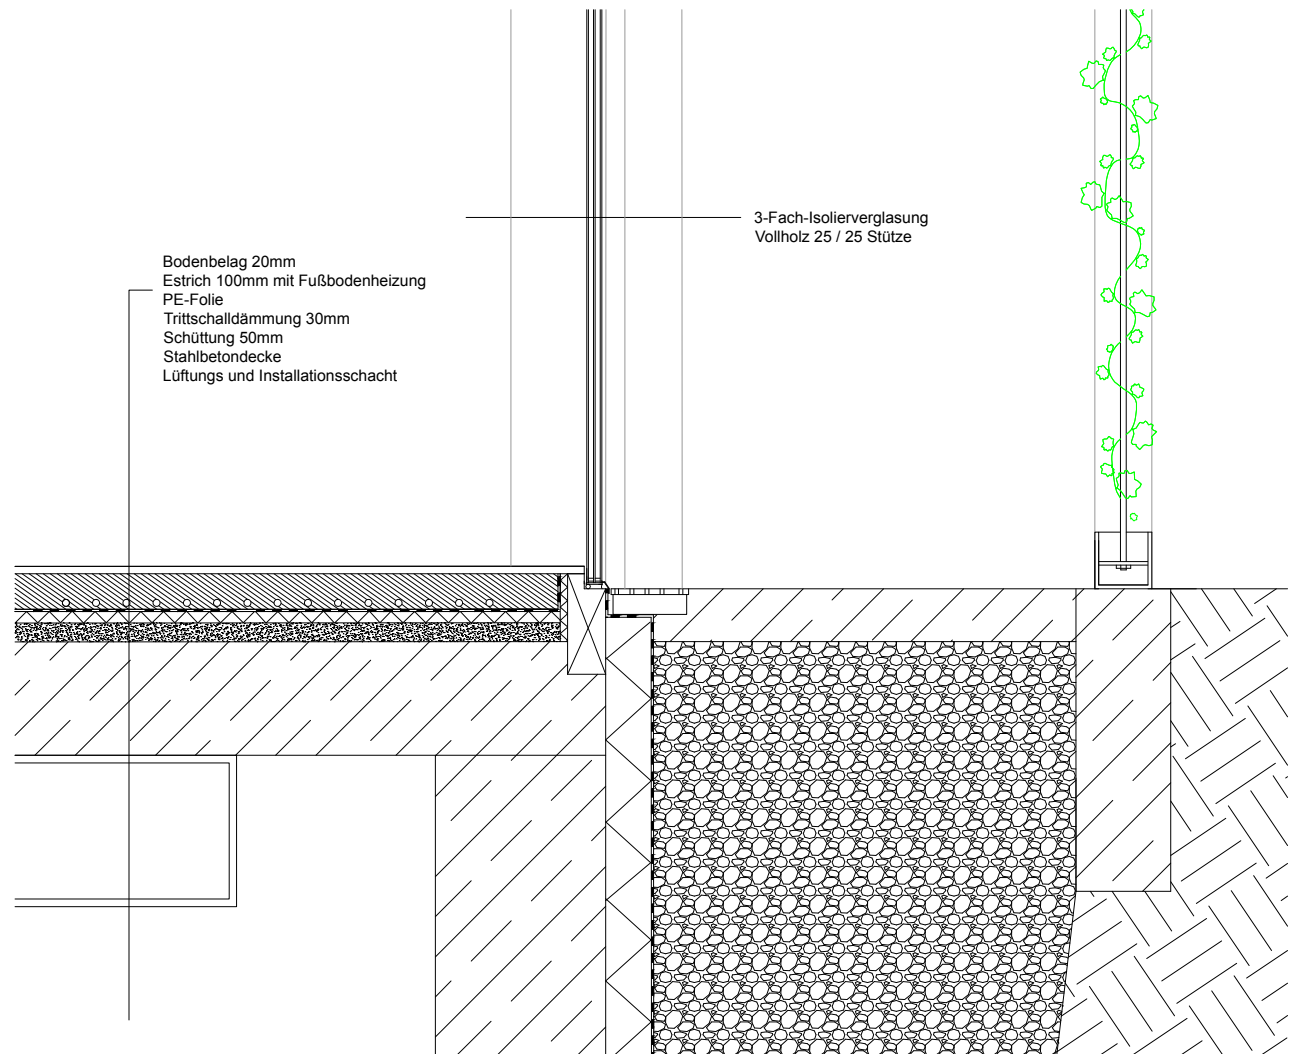 3-Fach-Isolierverglasung
Vollholz 25 / 25 Stütze
Bodenbelag 20mm
Estrich 100mm mit Fußbodenheizung
PE-Folie
Trittschalldämmung 30mm
Schüttung 50mm
Stahlbetondecke
Lüftungs und Installationsschacht